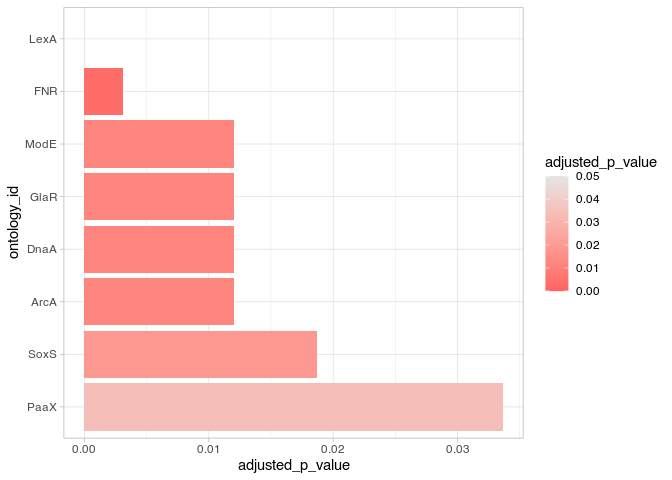 LexA
FNR
ModE
GlaR
DnaA
ArcA
SoxS
PaaX
ontology_id
0.00
0.01
0.02
0.03
adjusted_p_value
adjusted_p_value
0.05
0.04
0.03
0.02
0.01
0.00